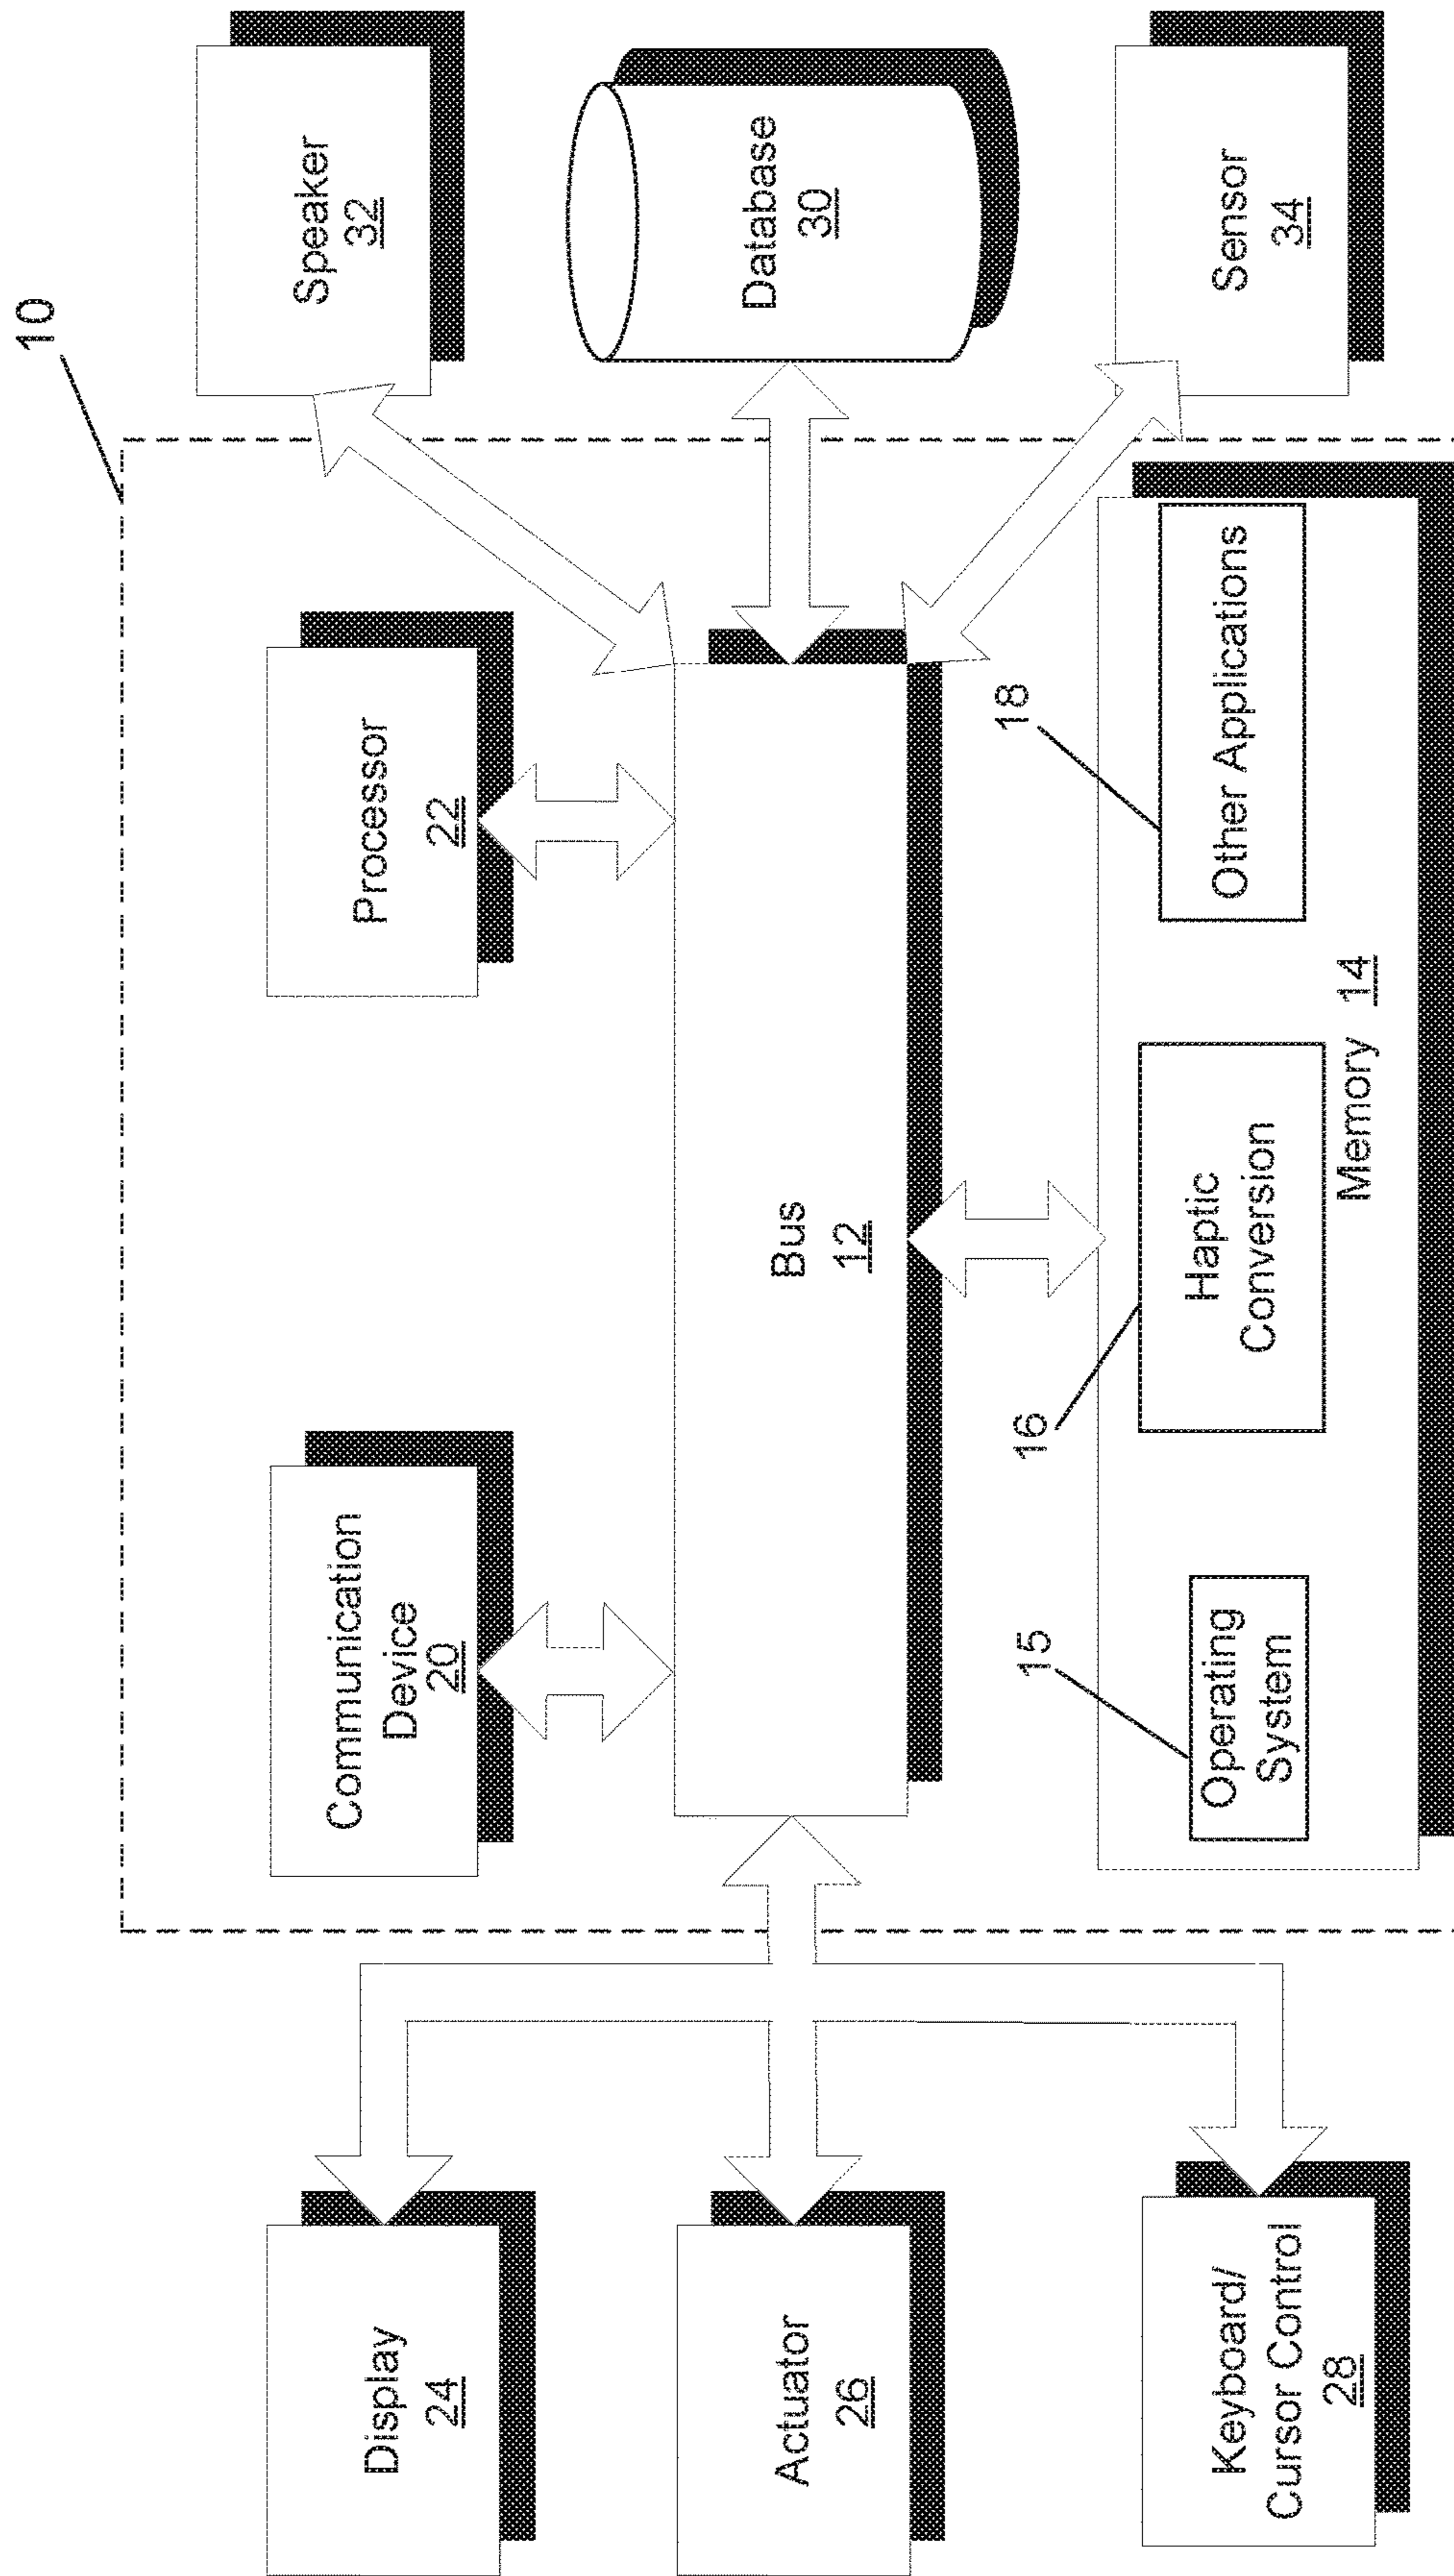 10
Communication
Device
20
Processor
22
Speaker
32
Display
24
Bus
12
Database
30
Actuator
26
15
16
18
Operating
System
Haptic
Conversion
Other Applications
Memory 14
Sensor
34
Keyboard/
Cursor Control
28